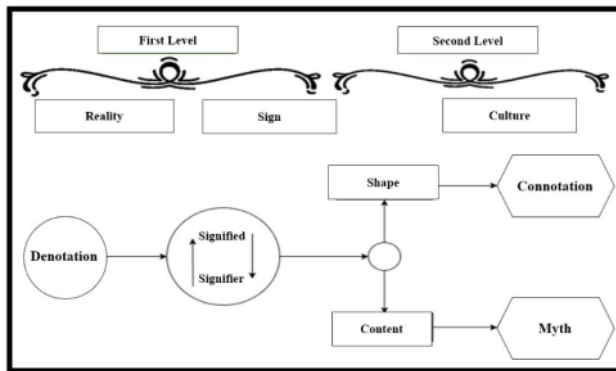 First Level
Second Level
Reality
Sign
Culture
Shape
Connotation
Signified
Denotation
Signifier
Content
Myth